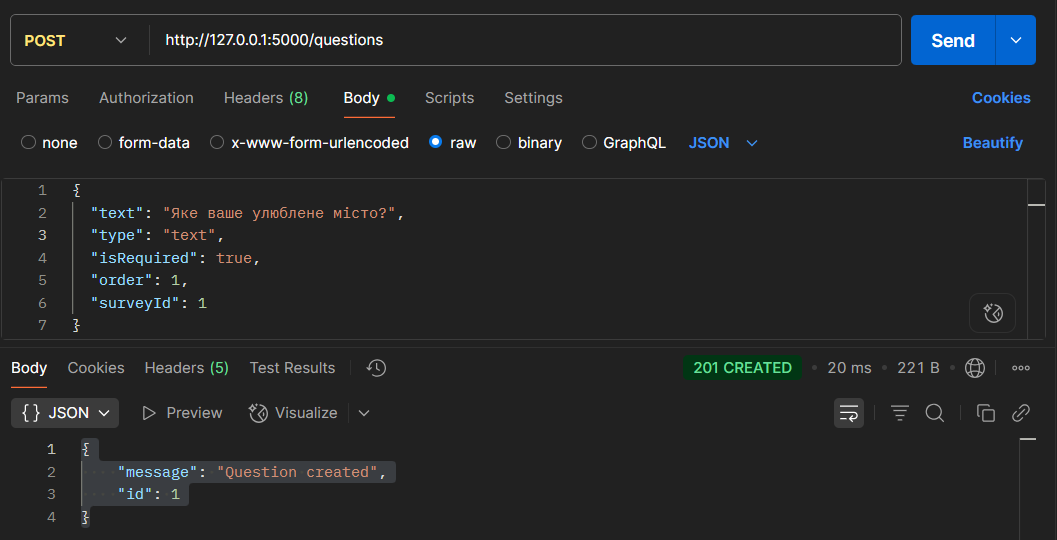 POST http://127.0.0.1:5000/questions Send
Params Authorization Headers (8) Body Scripts Settings Cookies
none form-data x-www-form-urlencoded raw binary GraphQL JSON Beautify
1 {
2 "text": "Яке ваше улюблене місто?",
3 "type": "text",
4 "isRequired": true,
5 "order": 1,
6 "surveyId": 1
7 }
Body Cookies Headers (5) Test Results 201 CREATED 20 ms 221 B
{} JSON Preview Visualize
1 {
2 "message": "Question created",
3 "id": 1
4 }